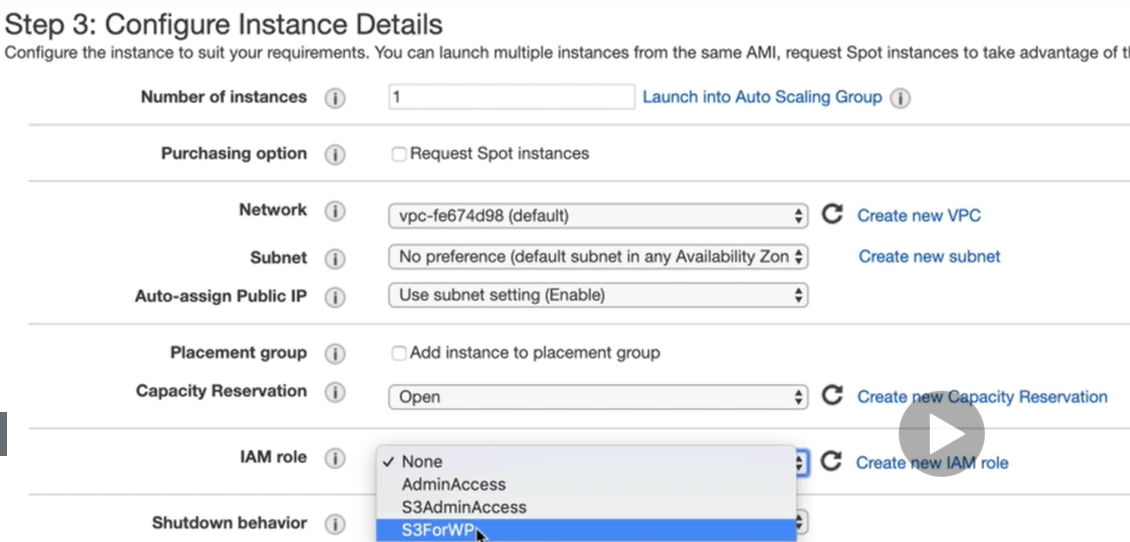 Step 3: Configure Instance Details
Configure the instance to suit your requirements. You can launch multiple instances from the same AMI, request Spot instances to take advantage of
Number of instances i 1 Launch into Auto Scaling Group i
Purchasing option i Request Spot instances
Network i vpc-fe674d98 (default) Create new VPC
Subnet i No preference (default subnet in any Availability Zon Create new subnet
Auto-assign Public IP i Use subnet setting (Enable)
Placement group i Add instance to placement group
Capacity Reservation i Open Create new Capacity Reservation
IAM role i None Create new IAM role
AdminAccess
S3AdminAccess
Shutdown behavior i S3ForWP